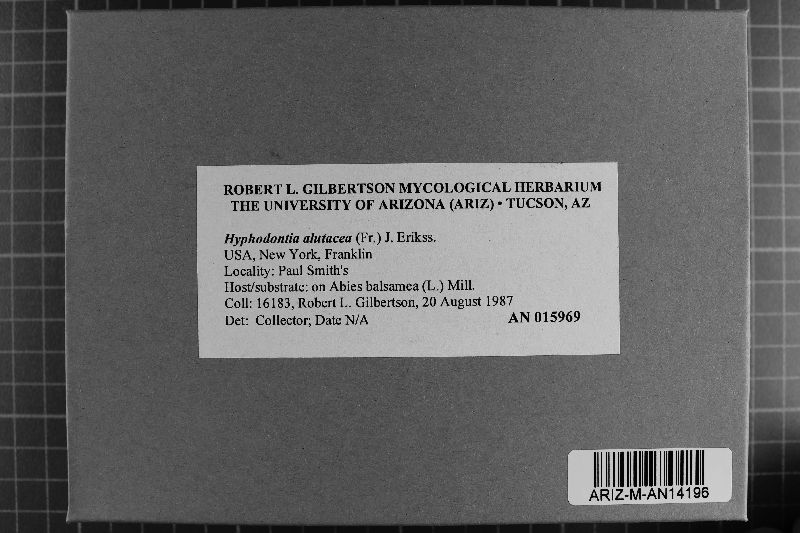 ROBERT L. GILBERTSON MYCOLOGICAL HERBARIUM
THE UNIVERSITY OF ARIZONA (ARIZ) • TUCSON, AZ
Hyphodontia alutacea (Fr.) J. Erikss.
USA, New York, Franklin
Locality: Paul Smith's
Host/substrate: on Abies balsamea (L.) Mill.
Coll: 16183, Robert L. Gilbertson, 20 August 1987
Det: Collector; Date N/A
AN 015969
ARIZ-M-AN14196